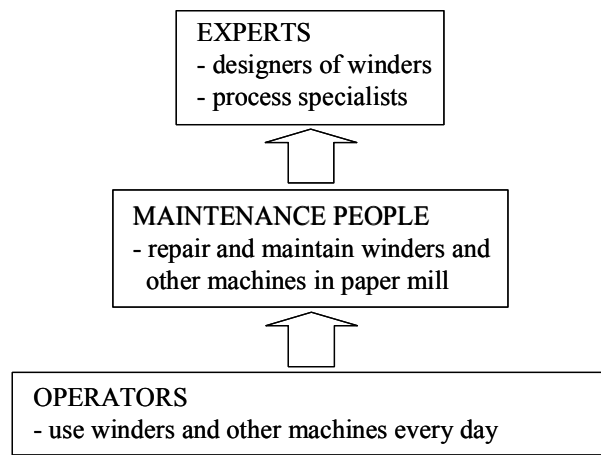 EXPERTS
- designers of winders
- process specialists
MAINTENANCE PEOPLE
- repair and maintain winders and
other machines in paper mill
OPERATORS
- use winders and other machines every day